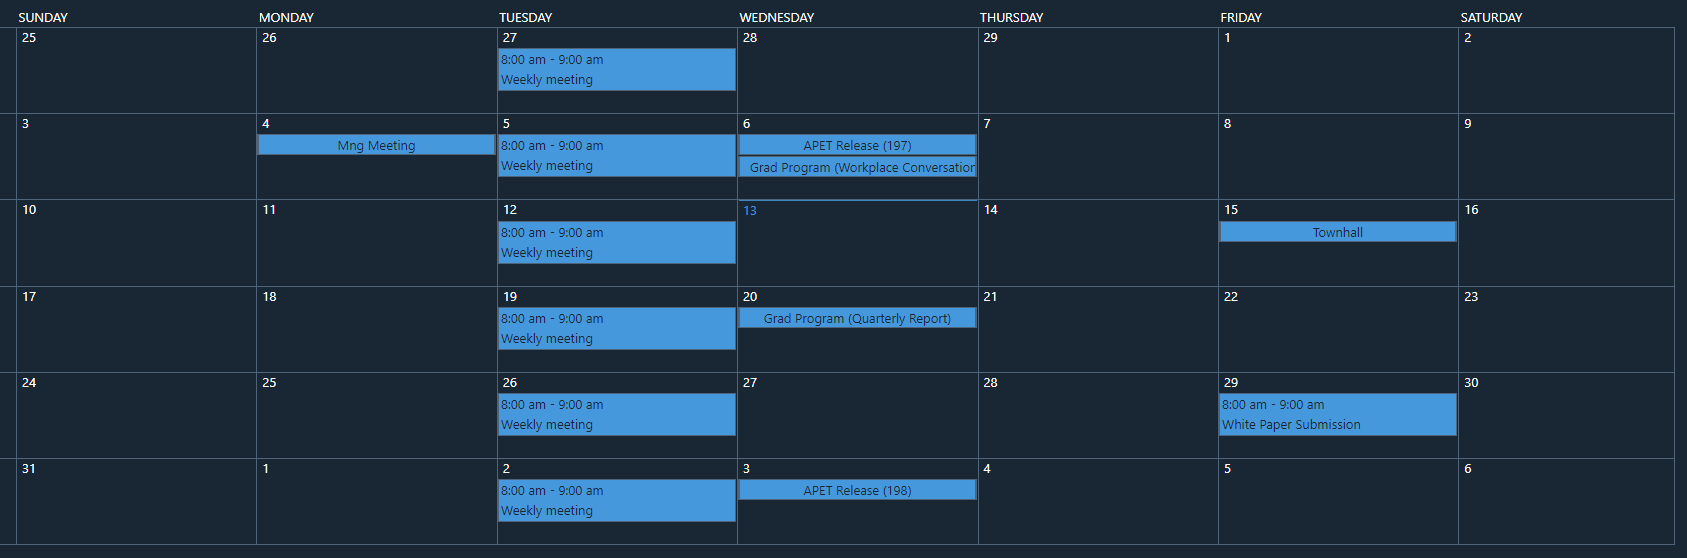 SUNDAY MONDAY TUESDAY WEDNESDAY THURSDAY FRIDAY SATURDAY
25 26 27 28 29 1 2
8:00 am - 9:00 am
Weekly meeting
3 4 5 6 7 8 9
Mng Meeting 8:00 am - 9:00 am APET Release (197)
Weekly meeting Grad Program (Workplace Conversation
10 11 12 13 14 15 16
8:00 am - 9:00 am Townhall
Weekly meeting
17 18 19 20 21 22 23
8:00 am - 9:00 am Grad Program (Quarterly Report)
Weekly meeting
24 25 26 27 28 29 30
8:00 am - 9:00 am 8:00 am - 9:00 am
Weekly meeting White Paper Submission
31 1 2 3 4 5 6
8:00 am - 9:00 am APET Release (198)
Weekly meeting